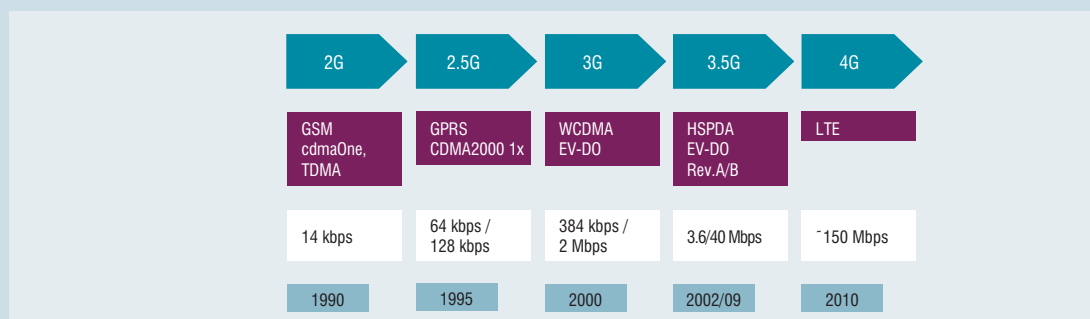 2G
2.5G
3G
3.5G
4G
GSM
cdmaOne,
TDMA
GPRS
CDMA2000 1x
WCDMA
EV-DO
HSPDA
EV-DO
Rev.A/B
LTE
14 kbps
64 kbps /
128 kbps
384 kbps /
2 Mbps
3.6/40 Mbps
˜150 Mbps
1990
1995
2000
2002/09
2010